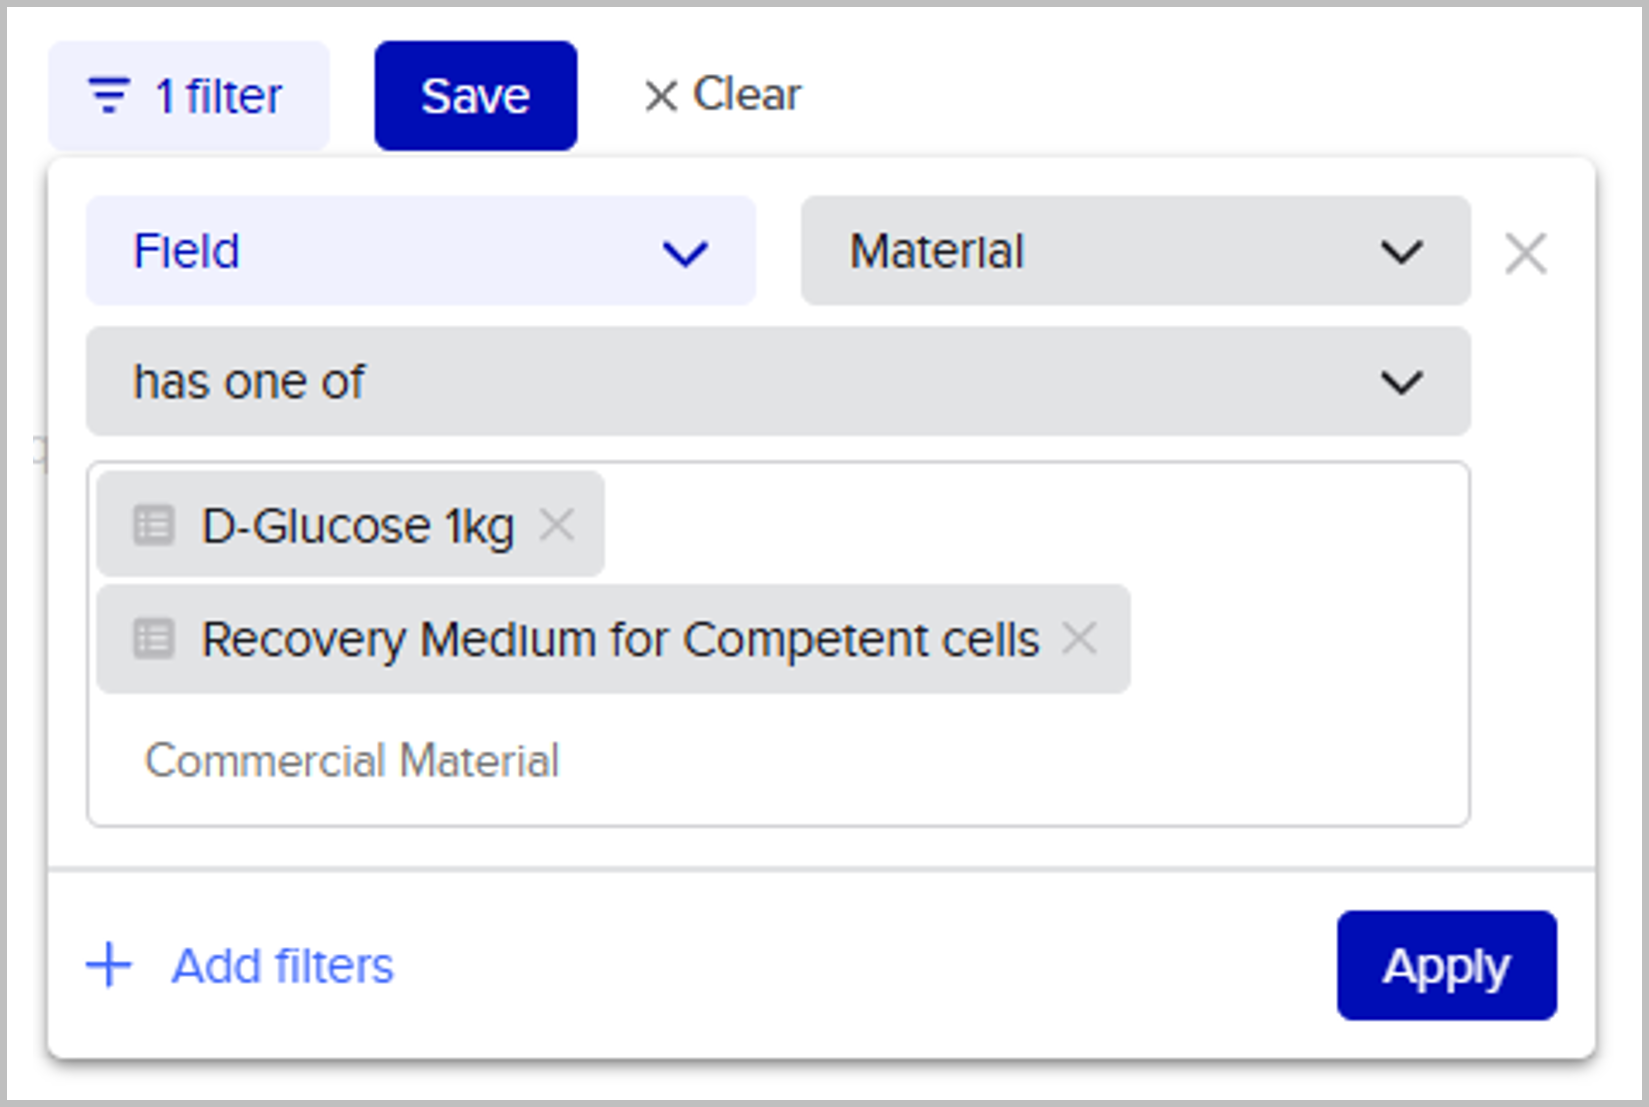 1 filter Save Clear
Field Material
has one of
D-Glucose 1kg
Recovery Medium for Competent cells
Commercial Material
Add filters Apply